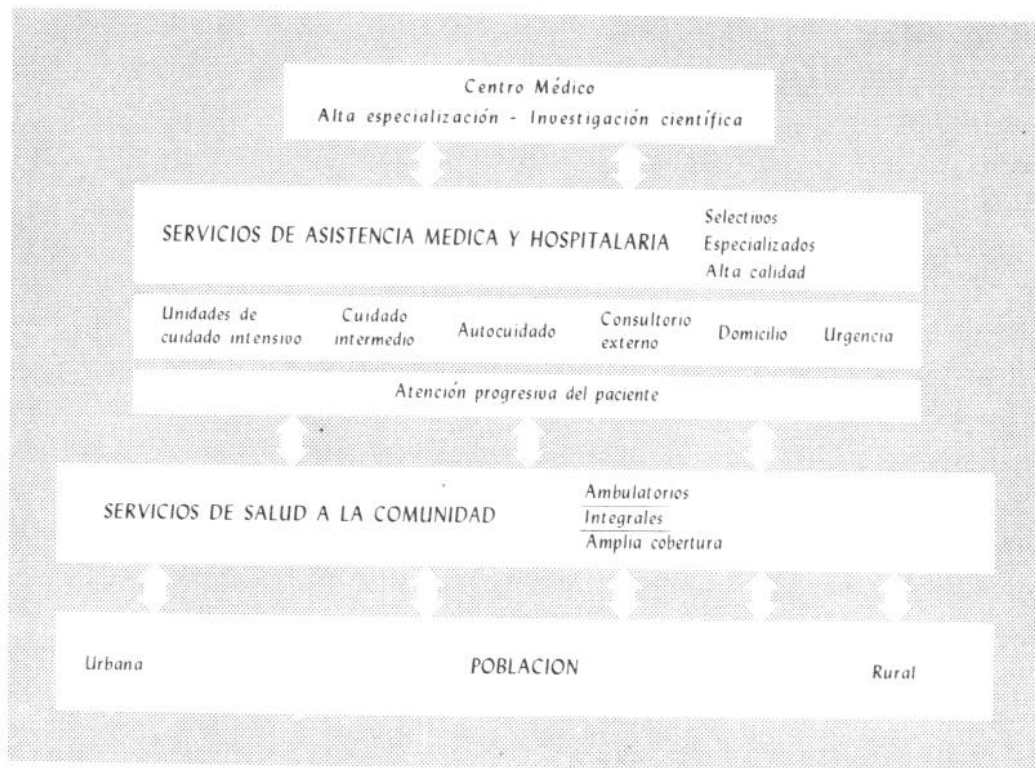 Centro Médico
Alta especialización - Investigación científica
SERVICIOS DE ASISTENCIA MEDICA Y HOSPITALARIA
Selectivos
Especializados
Alta calidad
Unidades de
cuidado intensivo
Cuidado
intermedio
Autocuidado
Consultorio
externo
Domicilio
Urgencia
Atención progresiva del paciente
SERVICIOS DE SALUD A LA COMUNIDAD
Ambulatorios
Integrales
Amplia cobertura
Urbana
POBLACION
Rural